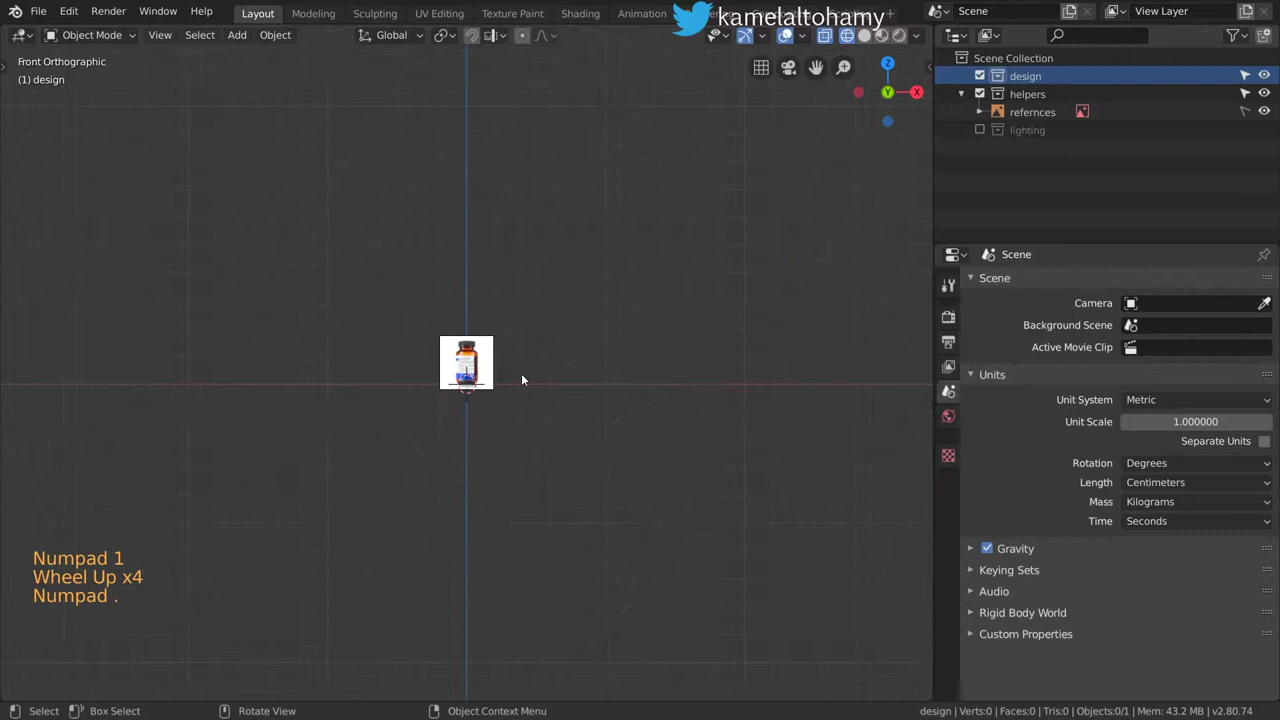 File Edit Render Window Help Layout Modeling Sculpting UV Editing Texture Paint Shading Animation
kamelaltohamy
Scene View Layer
Object Mode View Select Add Object Global
Front Orthographic
(1) design
Z
Y
X
Scene Collection
design
helpers
refernces
lighting
Scene
Scene
Camera
Background Scene
Active Movie Clip
Units
Unit System Metric
Unit Scale 1.000000
Separate Units
Rotation Degrees
Length Centimeters
Mass Kilograms
Time Seconds
Gravity
Keying Sets
Audio
Rigid Body World
Custom Properties
Numpad 1
Wheel Up x4
Numpad .
Select Box Select Rotate View Object Context Menu design | Verts:0 | Faces:0 | Tris:0 | Objects:0/1 | Mem: 43.2 MB | v2.80.74